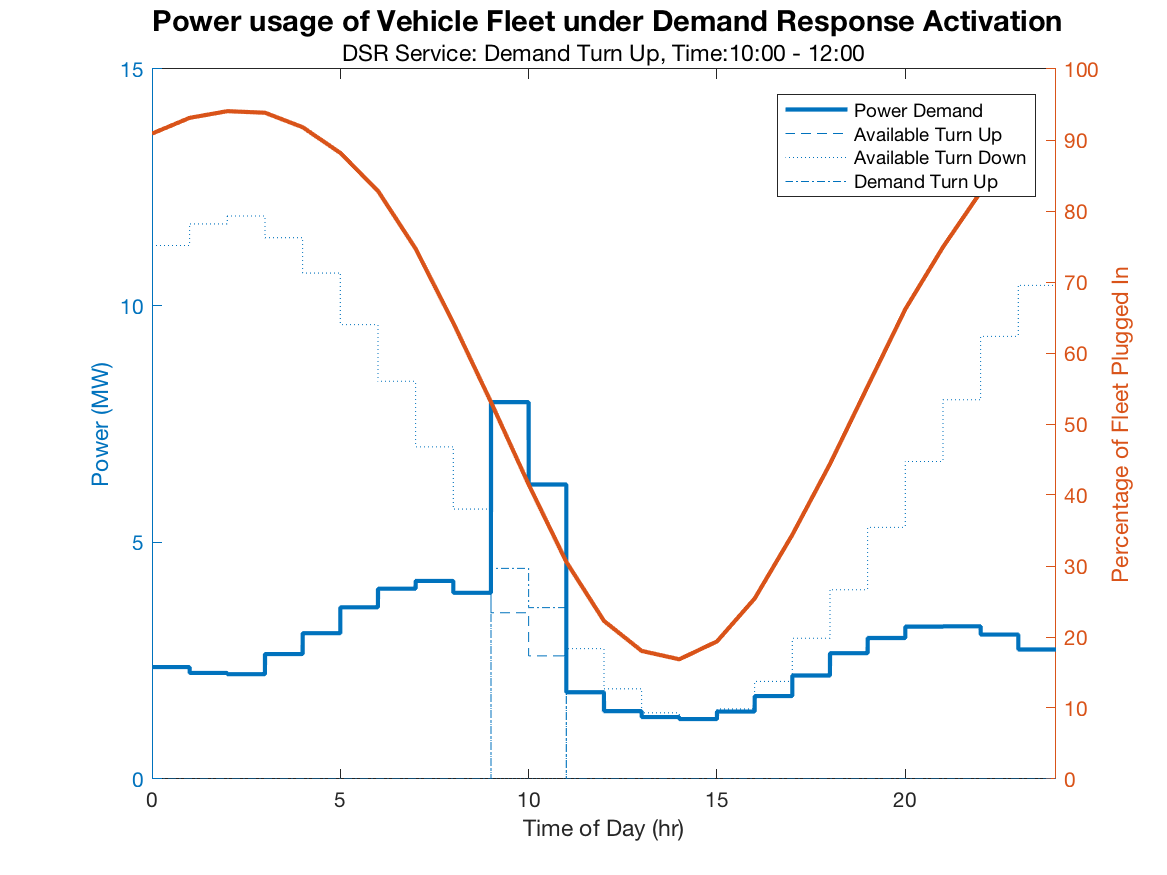 Power usage of Vehicle Fleet under Demand Response Activation
DSR Service: Demand Turn Up, Time:10:00 - 12:00
Power Demand
Available Turn Up
Available Turn Down
Demand Turn Up
15
10
5
0
Power (MW)
100
90
80
70
60
50
40
30
20
10
0
Percentage of Fleet Plugged In
0
5
10
15
20
Time of Day (hr)